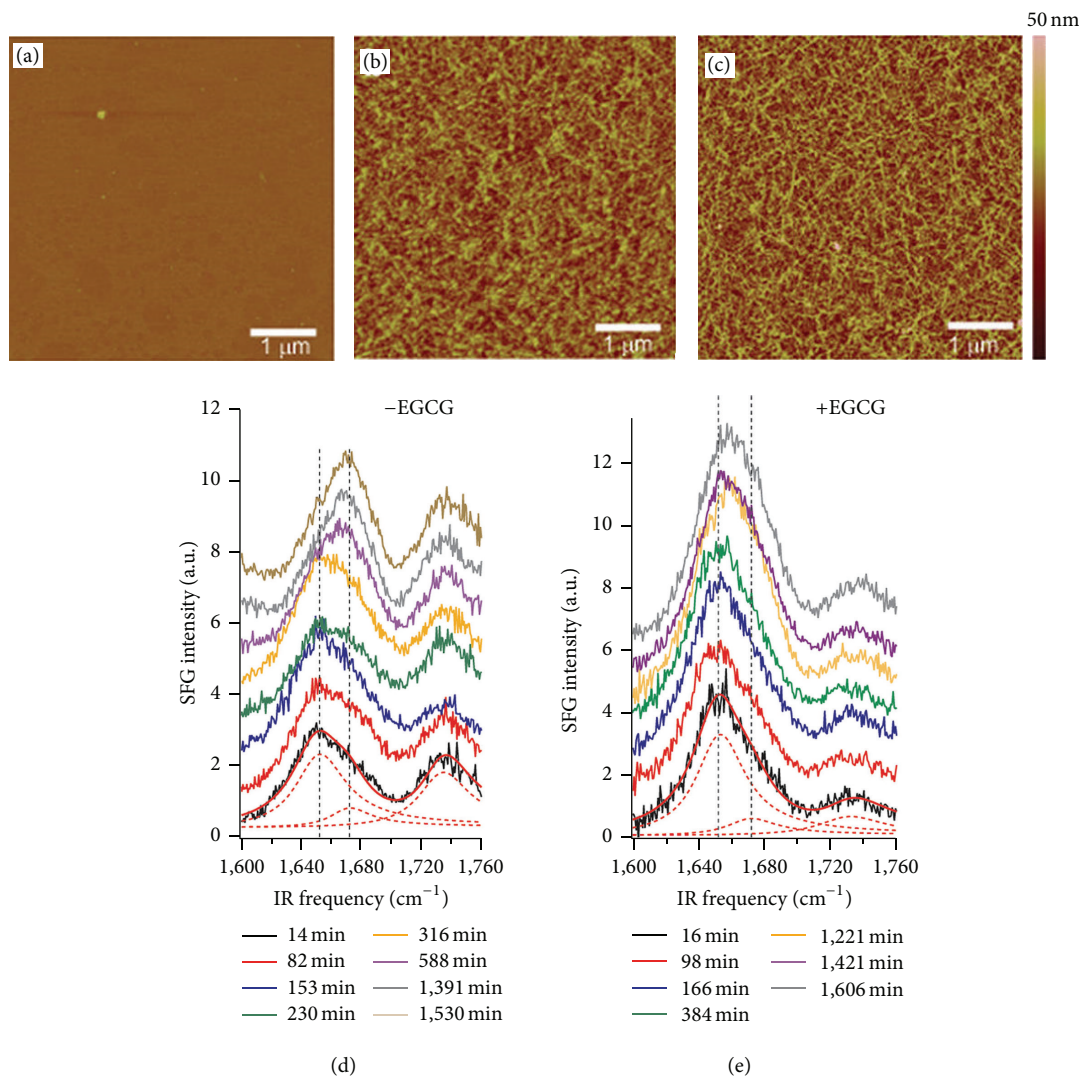 50 nm
(a)
(b)
(c)
1 μm
1 μm
1 μm
−EGCG
+EGCG
12
10
8
6
4
2
0
SFG intensity (a.u.)
1,600
1,640
1,680
1,720
1,760
IR frequency (cm−1)
12
10
8
6
4
2
0
SFG intensity (a.u.)
1,600
1,640
1,680
1,720
1,760
IR frequency (cm−1)
14 min
316 min
82 min
588 min
153 min
1,391 min
230 min
1,530 min
16 min
1,221 min
98 min
1,421 min
166 min
1,606 min
384 min
(d)
(e)